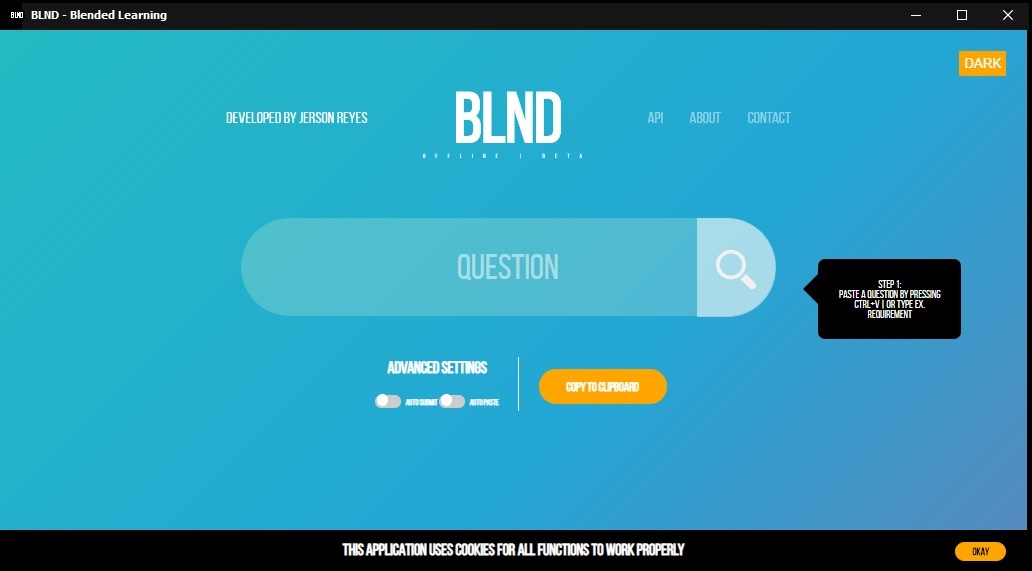 BLND
BLND - Blended Learning
DARK
DEVELOPED BY JERSON REYES
BLND
OFFLINE | BETA
API
ABOUT
CONTACT
QUESTION
STEP 1:
PASTE A QUESTION BY PRESSING
CTRL+V | OR TYPE EX.
REQUIREMENT
ADVANCED SETTINGS
AUTO SUBMIT
AUTO PASTE
COPY TO CLIPBOARD
THIS APPLICATION USES COOKIES FOR ALL FUNCTIONS TO WORK PROPERLY
OKAY